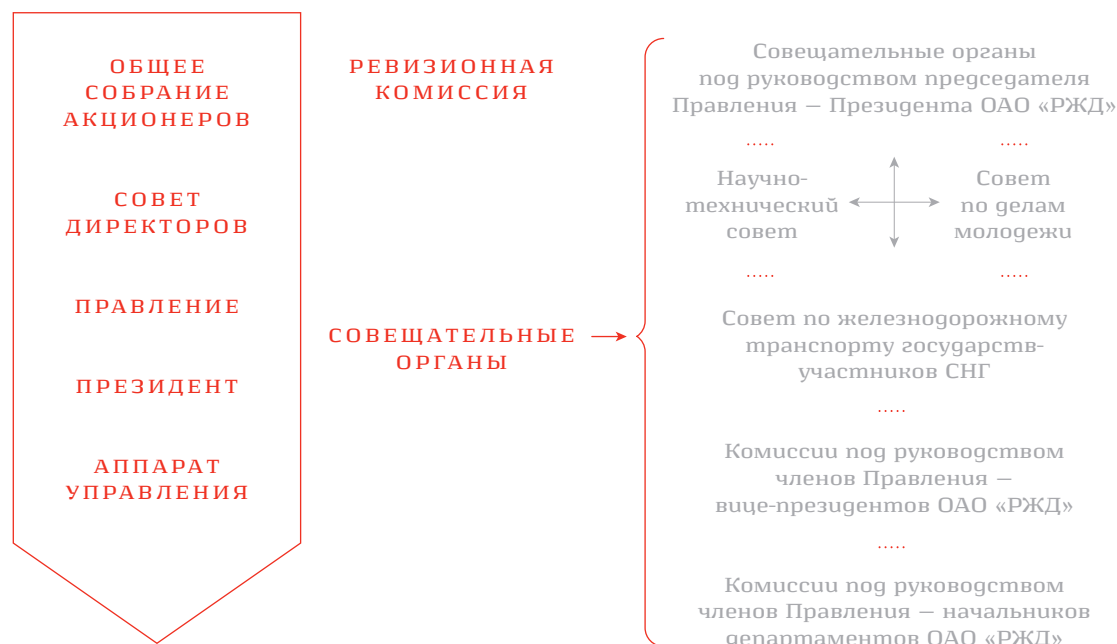 ОБЩЕЕ
СОБРАНИЕ
АКЦИОНЕРОВ
СОВЕТ
ДИРЕКТОРОВ
ПРАВЛЕНИЕ
ПРЕЗИДЕНТ
АППАРАТ
УПРАВЛЕНИЯ
РЕВИЗИОННАЯ
КОМИССИЯ
СОВЕЩАТЕЛЬНЫЕ
ОРГАНЫ
Совещательные органы
под руководством председателя
Правления – Президента ОАО «РЖД»
.....
.....
Научно-
технический
совет
Совет
по делам
молодежи
.....
.....
Совет по железнодорожному
транспорту государств-
участников СНГ
.....
Комиссии под руководством
членов Правления –
вице-президентов ОАО «РЖД»
.....
Комиссии под руководством
членов Правления – начальников
департаментов ОАО «РЖД»